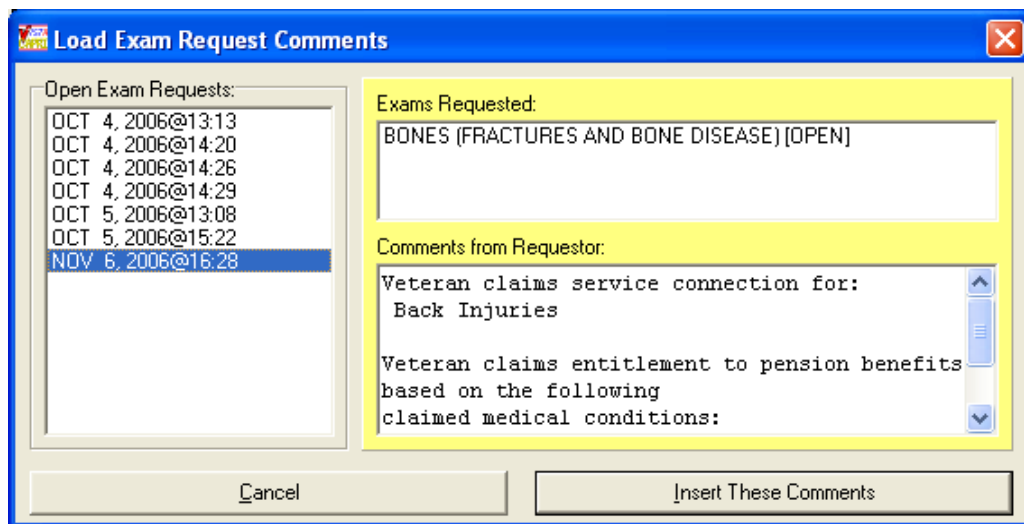 Load Exam Request Comments
Open Exam Requests:
OCT 4, 2006@13:13
OCT 4, 2006@14:20
OCT 4, 2006@14:26
OCT 4, 2006@14:29
OCT 5, 2006@13:08
OCT 5, 2006@15:22
NOV 6, 2006@16:28
Exams Requested:
BONES (FRACTURES AND BONE DISEASE) [OPEN]
Comments from Requestor:
Veteran claims service connection for:
Back Injuries
Veteran claims entitlement to pension benefits
based on the following
claimed medical conditions:
Cancel
Insert These Comments